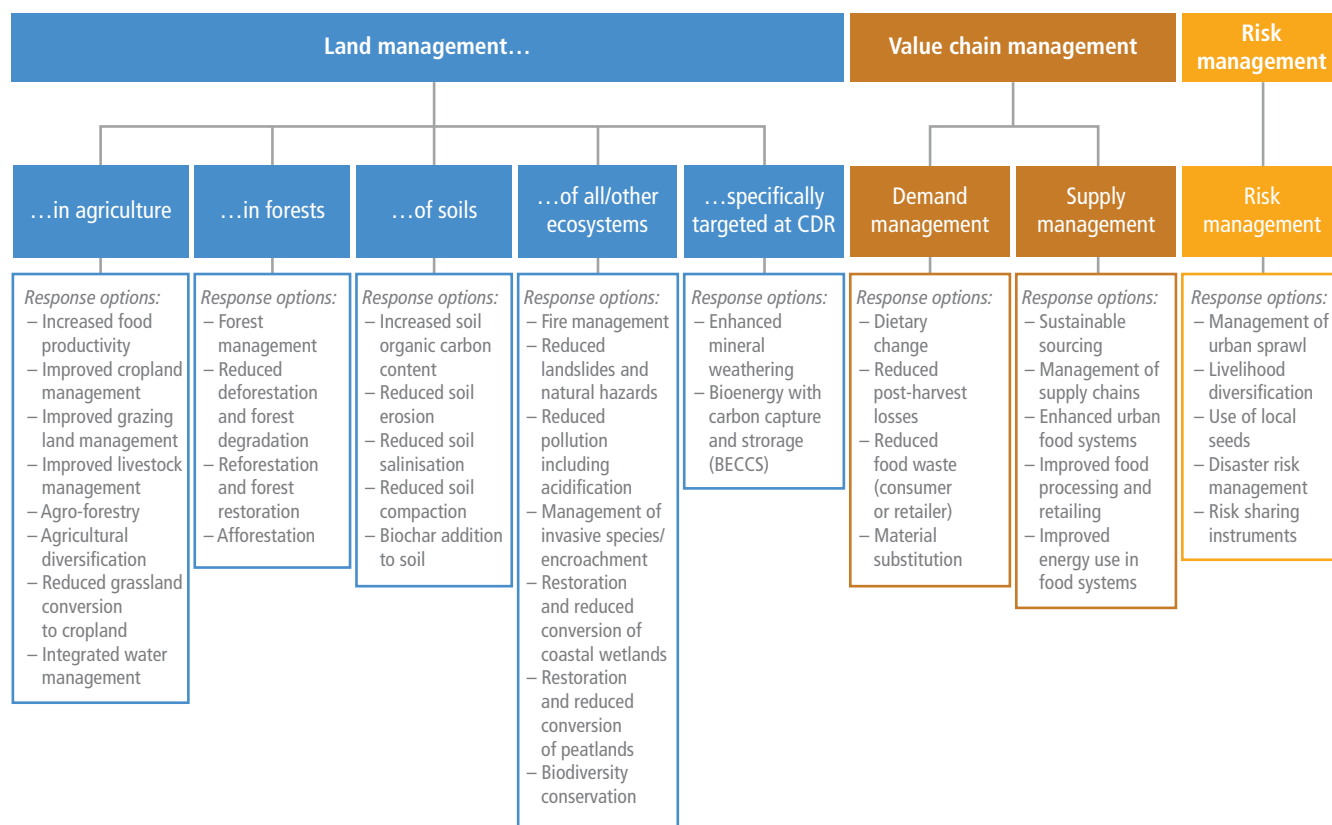 Land management…
Value chain management
Risk
management
…in agriculture
…in forests
…of soils
…of all/other
ecosystems
…specifically
targeted at CDR
Demand
management
Supply
management
Risk
management
Response options:
– Increased food
productivity
– Improved cropland
management
– Improved grazing
land management
– Improved livestock
management
– Agro-forestry
– Agricultural
diversification
– Reduced grassland
conversion
to cropland
– Integrated water
management
Response options:
– Forest
management
– Reduced
deforestation
and forest
degradation
– Reforestation
and forest
restoration
– Afforestation
Response options:
– Increased soil
organic carbon
content
– Reduced soil
erosion
– Reduced soil
salinisation
– Reduced soil
compaction
– Biochar addition
to soil
Response options:
– Fire management
– Reduced
landslides and
natural hazards
– Reduced
pollution
including
acidification
– Management of
invasive species/
encroachment
– Restoration
and reduced
conversion of
coastal wetlands
– Restoration
and reduced
conversion
of peatlands
– Biodiversity
conservation
Response options:
– Enhanced
mineral
weathering
– Bioenergy with
carbon capture
and strorage
(BECCS)
Response options:
– Dietary
change
– Reduced
post-harvest
losses
– Reduced
food waste
(consumer
or retailer)
– Material
substitution
Response options:
– Sustainable
sourcing
– Management of
supply chains
– Enhanced urban
food systems
– Improved food
processing and
retailing
– Improved
energy use in
food systems
Response options:
– Management of
urban sprawl
– Livelihood
diversification
– Use of local
seeds
– Disaster risk
management
– Risk sharing
instruments